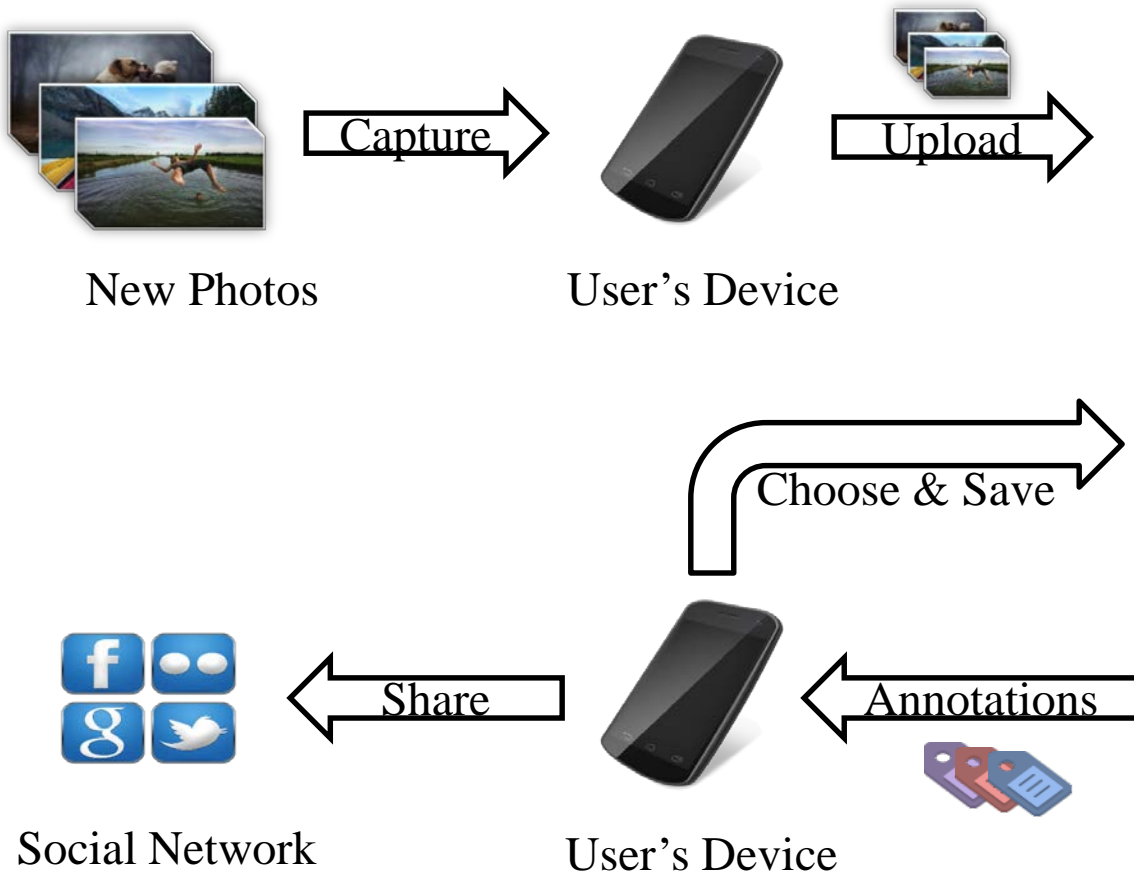 Capture
Upload
New Photos
User’s Device
Choose & Save
Share
Annotations
Social Network
User’s Device